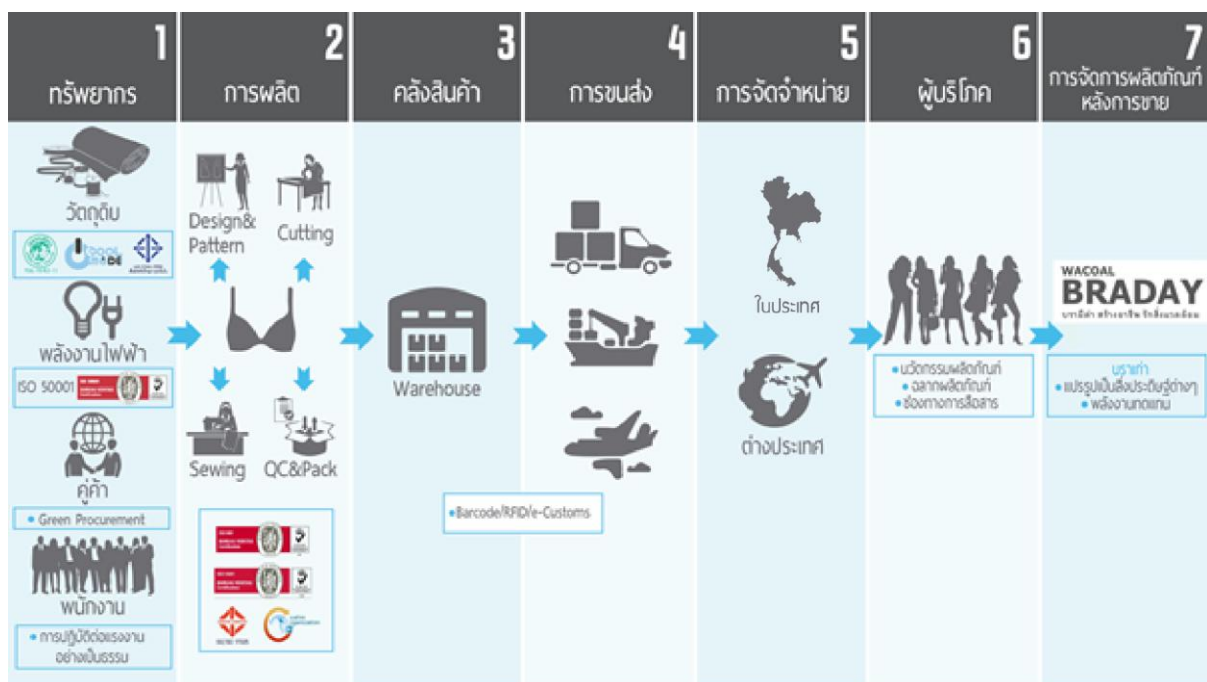 1
ทรัพยากร
วัตถุดิบ
พลังงานไฟฟ้า
ISO 50001
คู่ค้า
• Green Procurement
พนักงาน
• การปฏิบัติต่อแรงงาน
อย่างเป็นธรรม
2
การผลิต
Design&
Pattern
Cutting
Sewing
QC&Pack
3
คลังสินค้า
Warehouse
•Barcode/RFID/e-Customs
4
การขนส่ง
5
การจัดจำหน่าย
ในประเทศ
ต่างประเทศ
6
ผู้บริโภค
•นวัตกรรมผลิตภัณฑ์
•ฉลากผลิตภัณฑ์
•ช่องทางการสื่อสาร
7
การจัดการผลิตภัณฑ์
หลังการขาย
WACOAL
BRADAY
บราเก่า
•แปรรูปเป็นสิ่งประดิษฐ์ต่างๆ
•พลังงานทดแทน